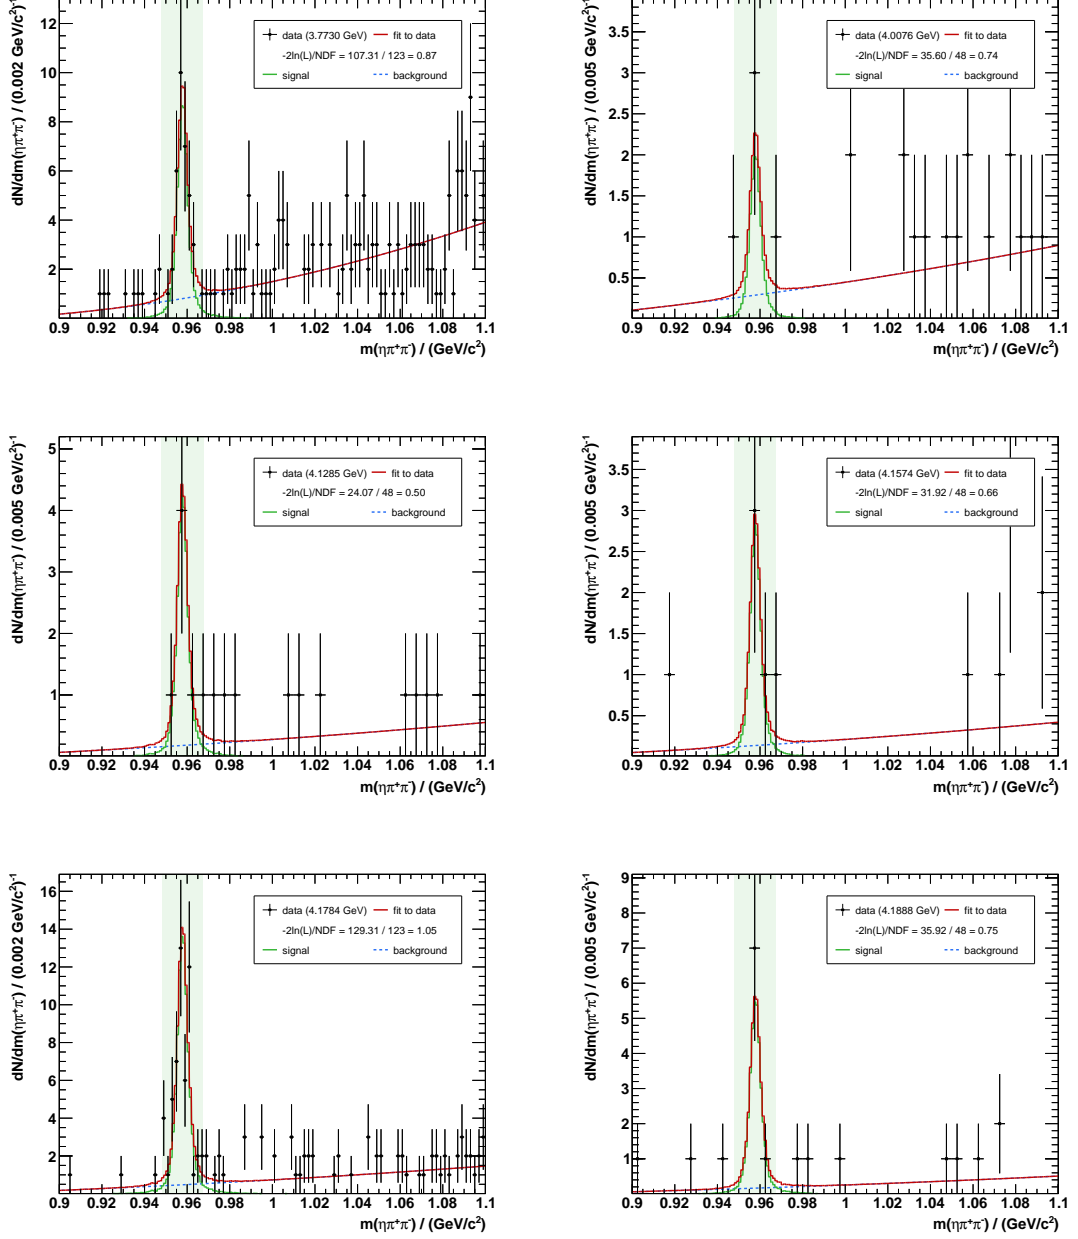 dN/dm(ηπ⁺π⁻) / (0.002 GeV/c²)⁻¹
12
10
8
6
4
2
data (3.7730 GeV) fit to data
-2ln(L)/NDF = 107.31 / 123 = 0.87
signal background
0.9 0.92 0.94 0.96 0.98 1 1.02 1.04 1.06 1.08 1.1
m(ηπ⁺π⁻) / (GeV/c²)
dN/dm(ηπ⁺π⁻) / (0.005 GeV/c²)⁻¹
3.5
3
2.5
2
1.5
1
0.5
data (4.0076 GeV) fit to data
-2ln(L)/NDF = 35.60 / 48 = 0.74
signal background
0.9 0.92 0.94 0.96 0.98 1 1.02 1.04 1.06 1.08 1.1
m(ηπ⁺π⁻) / (GeV/c²)
dN/dm(ηπ⁺π⁻) / (0.005 GeV/c²)⁻¹
5
4
3
2
1
data (4.1285 GeV) fit to data
-2ln(L)/NDF = 24.07 / 48 = 0.50
signal background
0.9 0.92 0.94 0.96 0.98 1 1.02 1.04 1.06 1.08 1.1
m(ηπ⁺π⁻) / (GeV/c²)
dN/dm(ηπ⁺π⁻) / (0.005 GeV/c²)⁻¹
3.5
3
2.5
2
1.5
1
0.5
data (4.1574 GeV) fit to data
-2ln(L)/NDF = 31.92 / 48 = 0.66
signal background
0.9 0.92 0.94 0.96 0.98 1 1.02 1.04 1.06 1.08 1.1
m(ηπ⁺π⁻) / (GeV/c²)
dN/dm(ηπ⁺π⁻) / (0.002 GeV/c²)⁻¹
16
14
12
10
8
6
4
2
0
data (4.1784 GeV) fit to data
-2ln(L)/NDF = 129.31 / 123 = 1.05
signal background
0.9 0.92 0.94 0.96 0.98 1 1.02 1.04 1.06 1.08 1.1
m(ηπ⁺π⁻) / (GeV/c²)
dN/dm(ηπ⁺π⁻) / (0.005 GeV/c²)⁻¹
9
8
7
6
5
4
3
2
1
0
data (4.1888 GeV) fit to data
-2ln(L)/NDF = 35.92 / 48 = 0.75
signal background
0.9 0.92 0.94 0.96 0.98 1 1.02 1.04 1.06 1.08 1.1
m(ηπ⁺π⁻) / (GeV/c²)